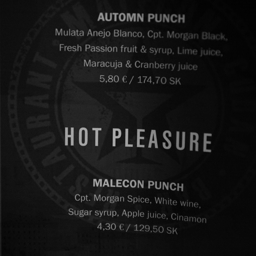 AUTOMN PUNCH
Mulata Anejo Blanco, Cpt. Morgan Black,
Fresh Passion fruit & syrup, Lime juice,
Maracuja & Cranberry juice
5,80 € / 174,70 SK
HOT PLEASURE
MALECON PUNCH
Cpt. Morgan Spice, White wine,
Sugar syrup, Apple juice, Cinamon
4,30 € / 129,50 SK
RESTAURANT